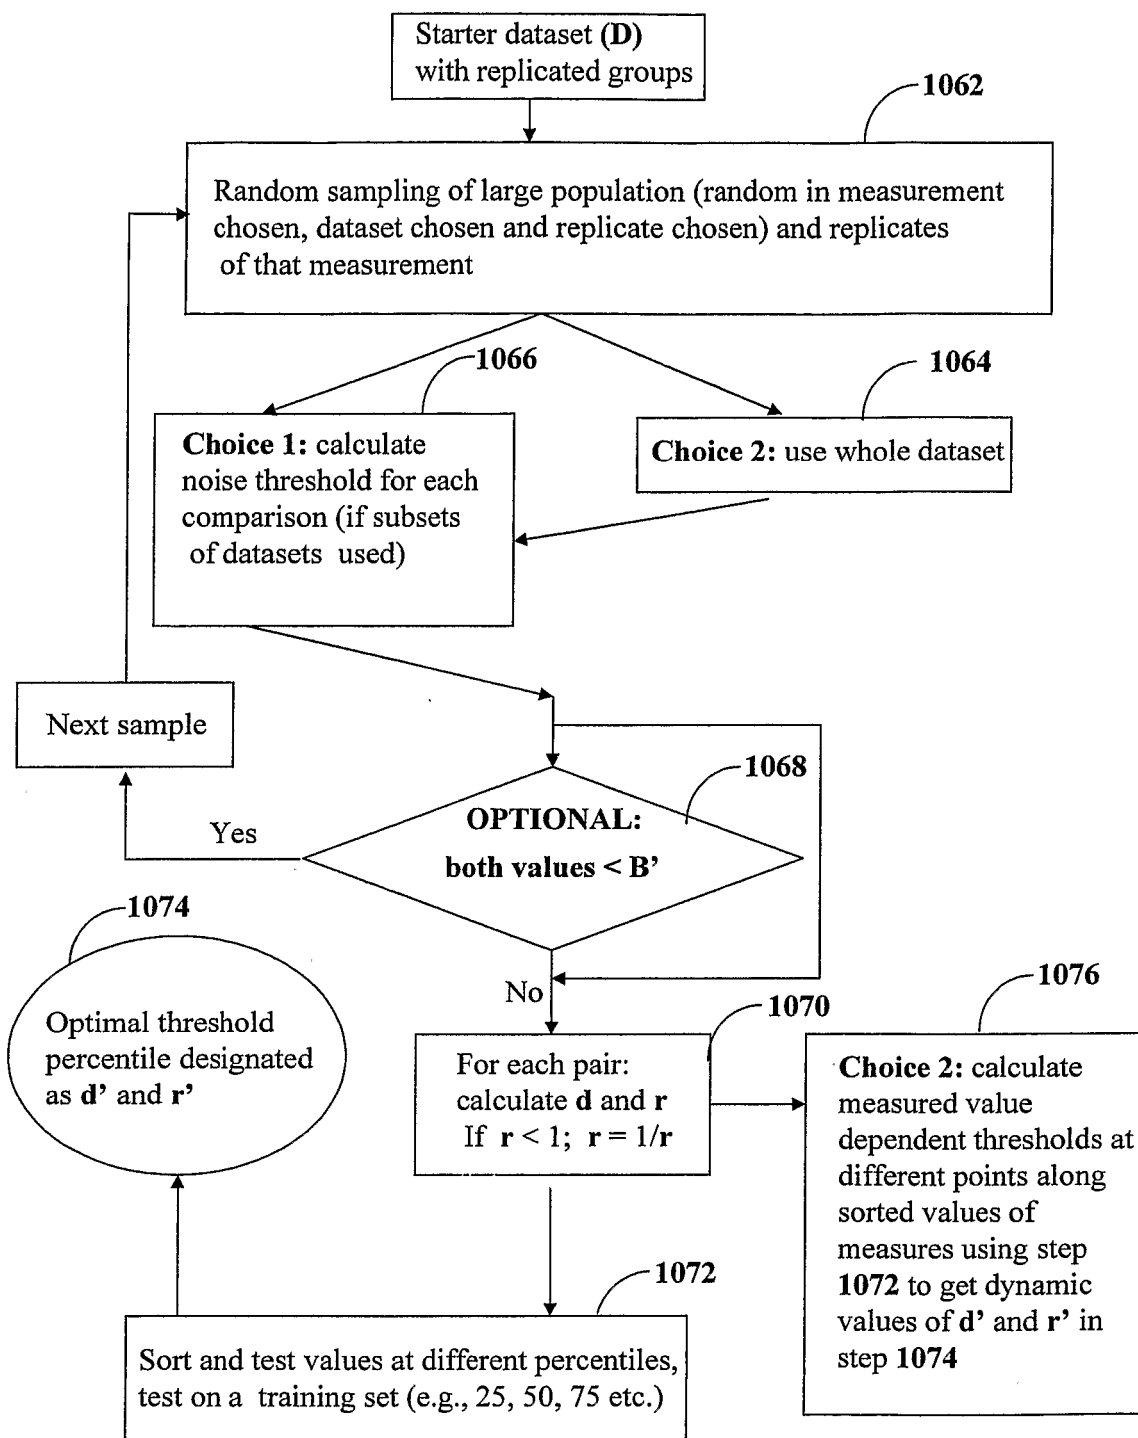 Starter dataset (D)
with replicated groups
1062
Random sampling of large population (random in measurement
chosen, dataset chosen and replicate chosen) and replicates
of that measurement
1066
1064
Choice 1: calculate
noise threshold for each
comparison (if subsets
of datasets used)
Choice 2: use whole dataset
Next sample
1068
OPTIONAL:
both values < B’
Yes
No
1074
Optimal threshold
percentile designated
as d’ and r’
1070
For each pair:
calculate d and r
If r < 1; r = 1/r
1076
Choice 2: calculate
measured value
dependent thresholds at
different points along
sorted values of
measures using step
1072 to get dynamic
values of d’ and r’ in
step 1074
1072
Sort and test values at different percentiles,
test on a training set (e.g., 25, 50, 75 etc.)